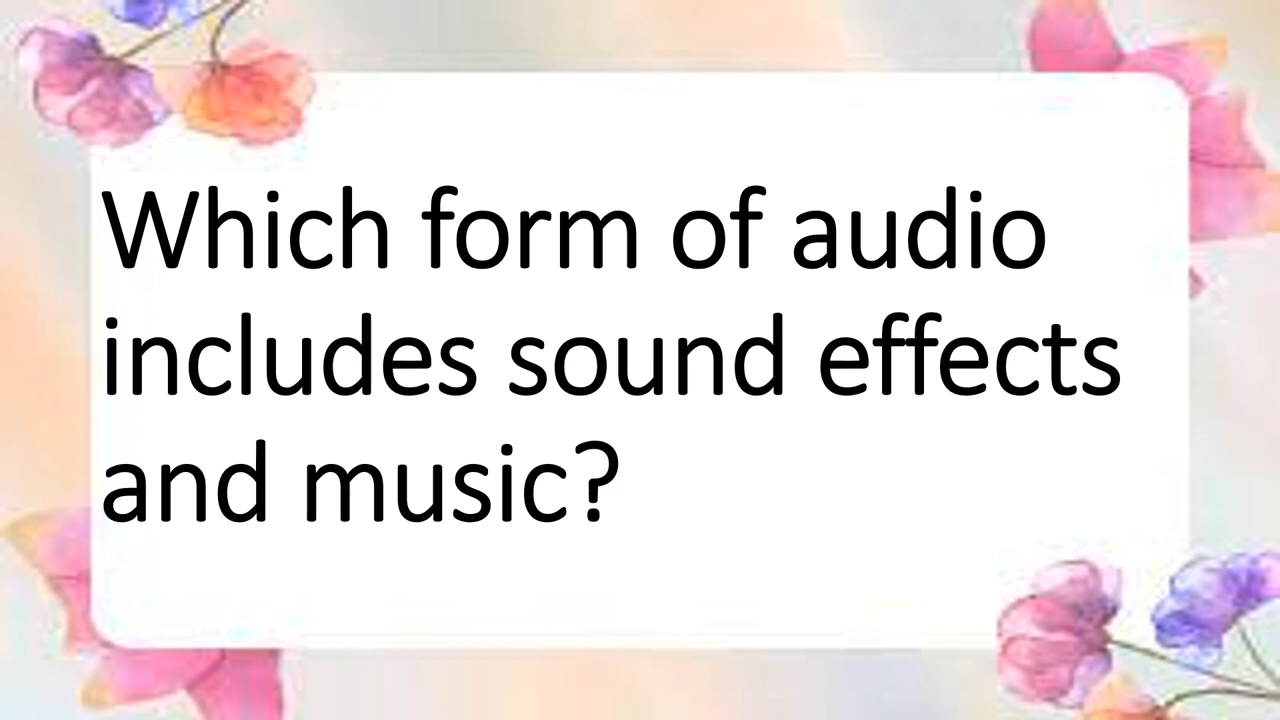 Which form of audio
includes sound effects
and music?